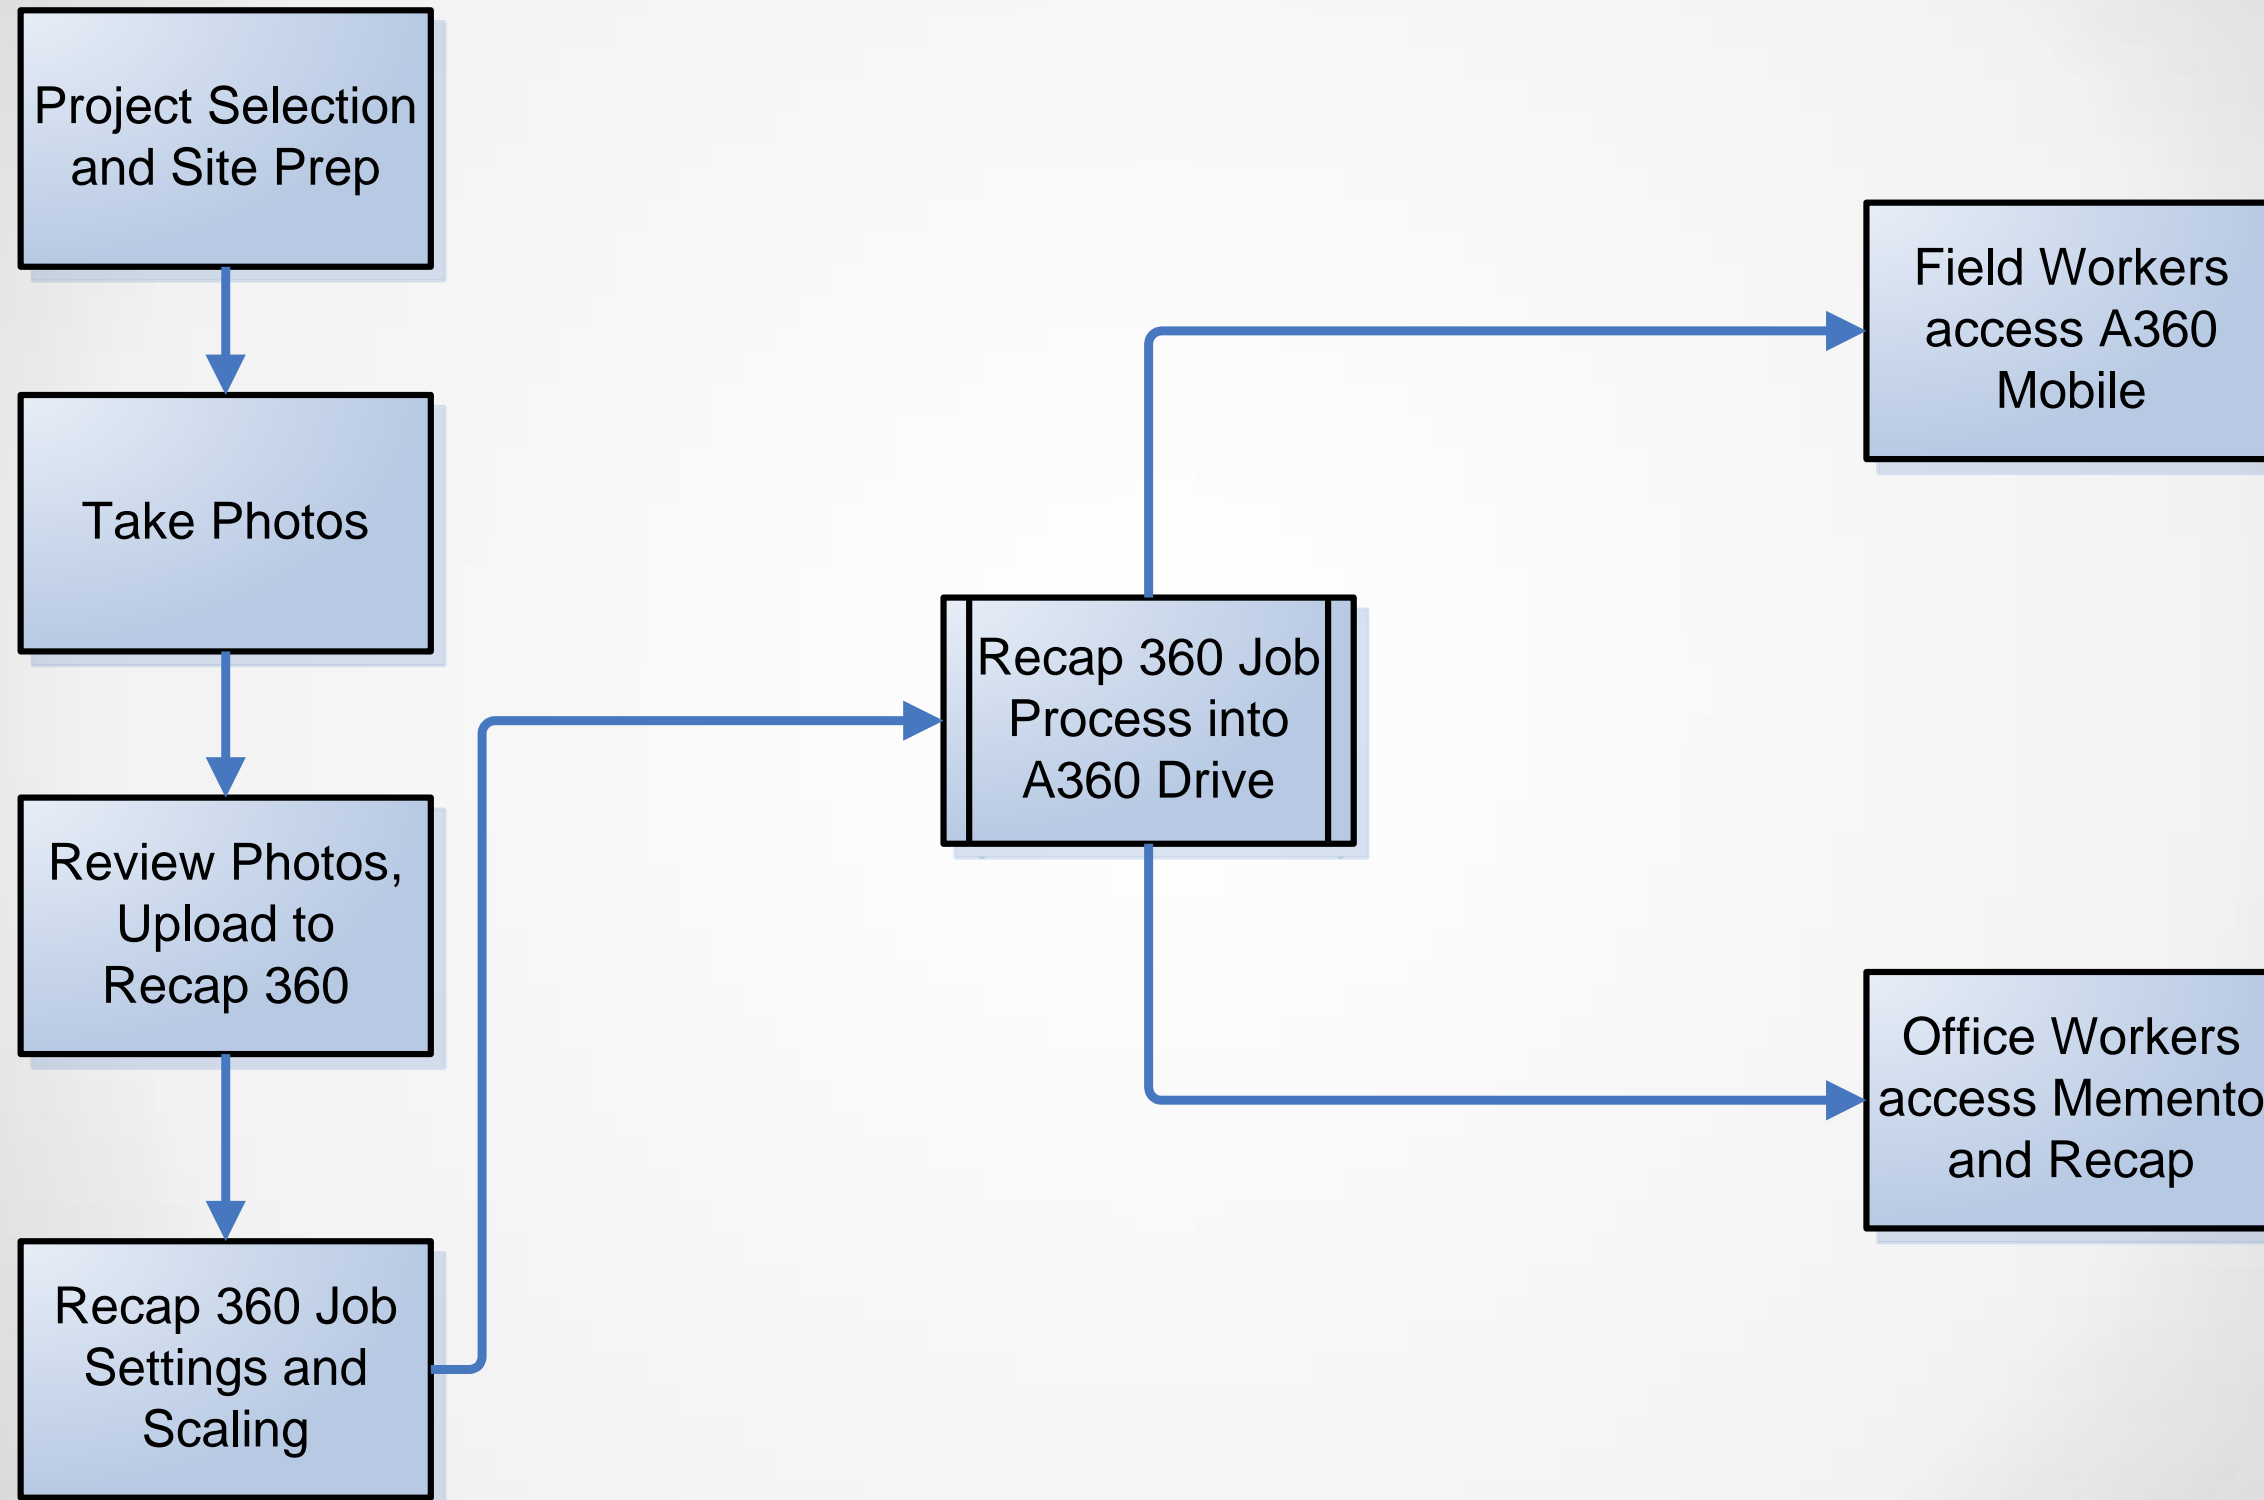 Project Selection
and Site Prep
Take Photos
Review Photos,
Upload to
Recap 360
Recap 360 Job
Settings and
Scaling
Recap 360 Job
Process into
A360 Drive
Field Workers
access A360
Mobile
Office Workers
access Memento
and Recap